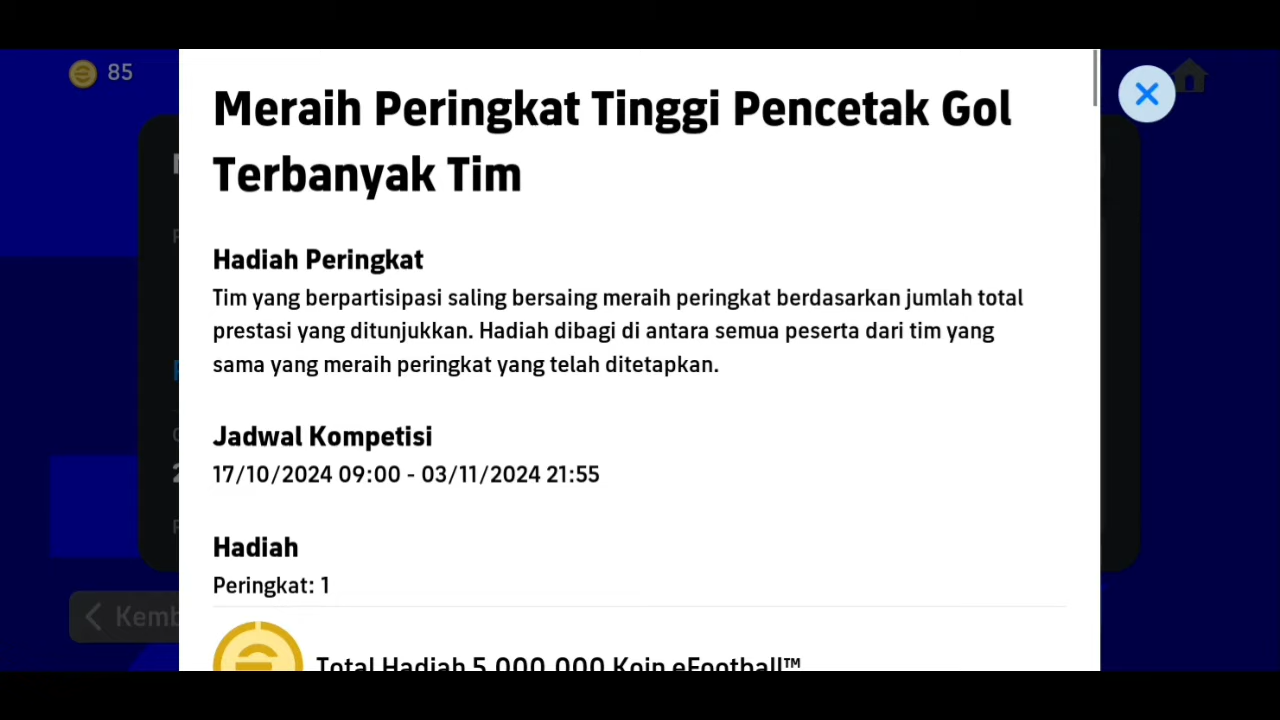 85
Meraih Peringkat Tinggi Pencetak Gol
Terbanyak Tim
Hadiah Peringkat
Tim yang berpartisipasi saling bersaing meraih peringkat berdasarkan jumlah total
prestasi yang ditunjukkan. Hadiah dibagi di antara semua peserta dari tim yang
sama yang meraih peringkat yang telah ditetapkan.
Jadwal Kompetisi
17/10/2024 09:00 - 03/11/2024 21:55
Hadiah
Peringkat: 1
Total Hadiah 5.000.000 Koin eFootball™
Kemb